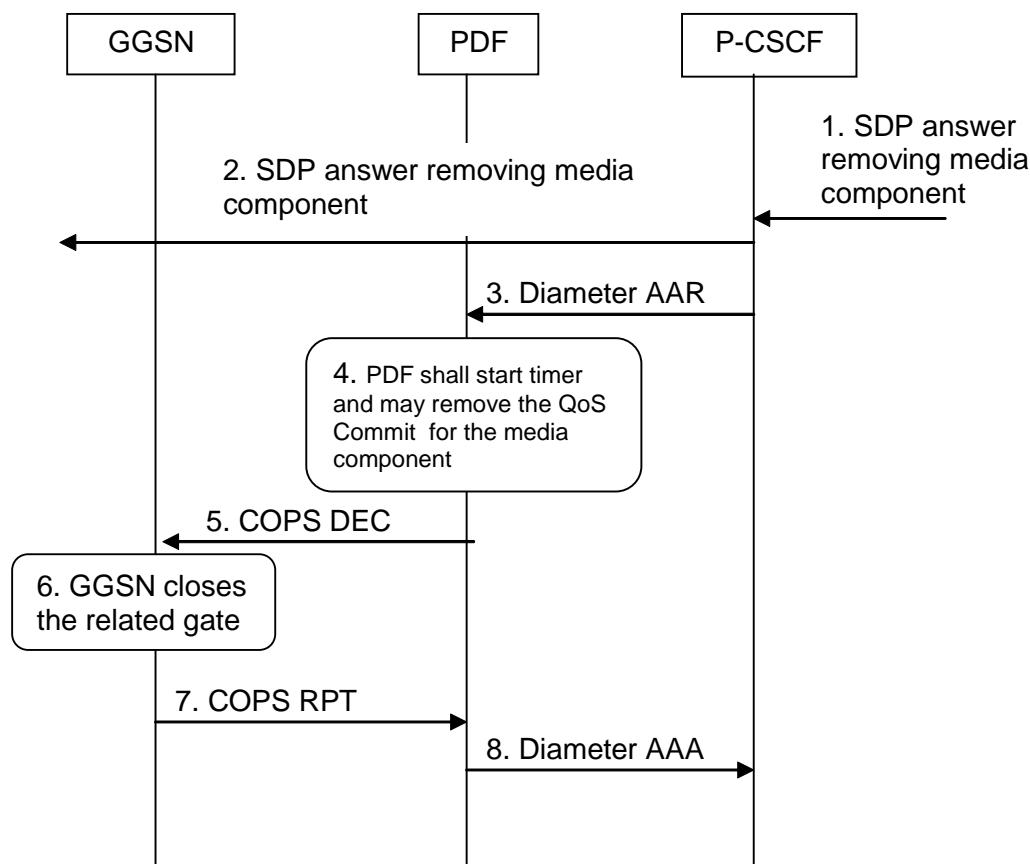 GGSN
PDF
P-CSCF
1. SDP answer
removing media
component
2. SDP answer removing media
component
3. Diameter AAR
4. PDF shall start timer
and may remove the QoS
Commit for the media
component
5. COPS DEC
6. GGSN closes
the related gate
7. COPS RPT
8. Diameter AAA